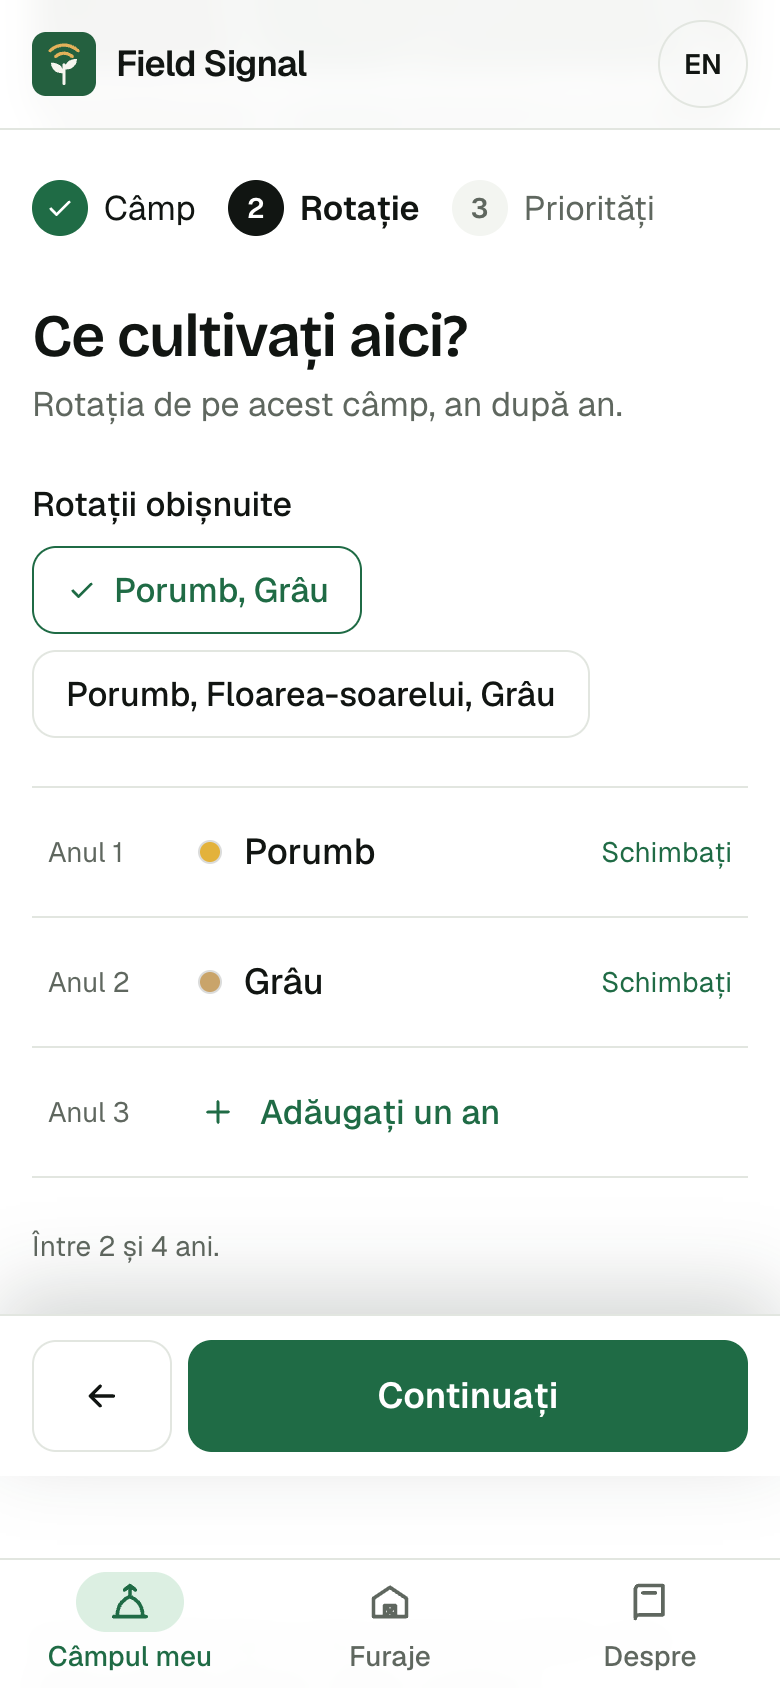 Field Signal
EN
Câmp
2 Rotație
3 Priorități
Ce cultivați aici?
Rotația de pe acest câmp, an după an.
Rotații obișnuite
Porumb, Grâu
Porumb, Floarea-soarelui, Grâu
Anul 1 Porumb Schimbați
Anul 2 Grâu Schimbați
Anul 3 + Adăugați un an
Între 2 și 4 ani.
Continuați
Câmpul meu
Furaje
Despre